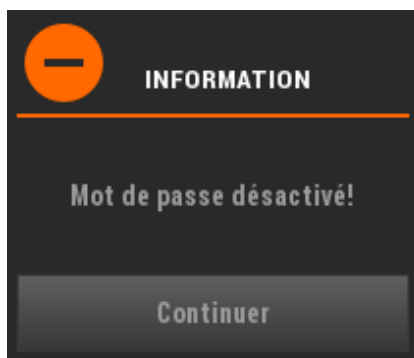 INFORMATION
Mot de passe désactivé!
Continuer